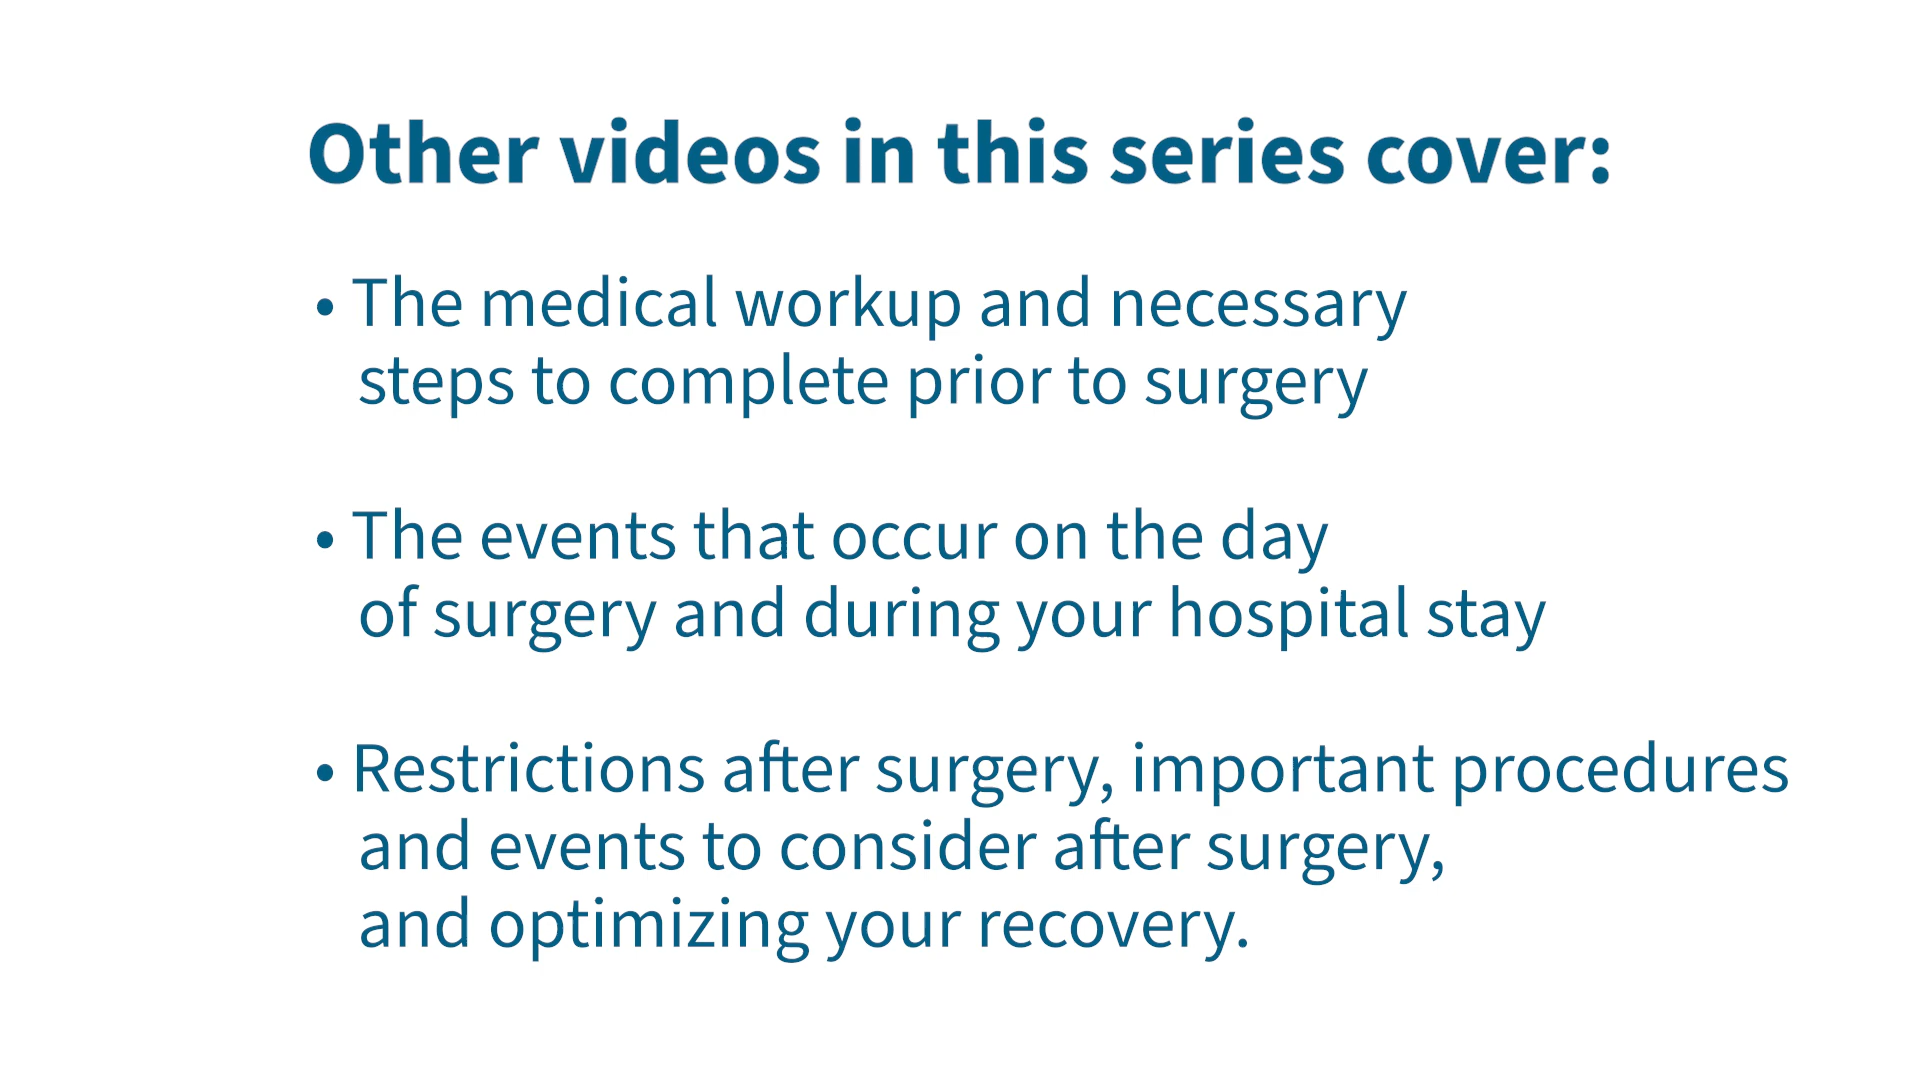 Other videos in this series cover:
• The medical workup and necessary
steps to complete prior to surgery
• The events that occur on the day
of surgery and during your hospital stay
• Restrictions after surgery, important procedures
and events to consider after surgery,
and optimizing your recovery.